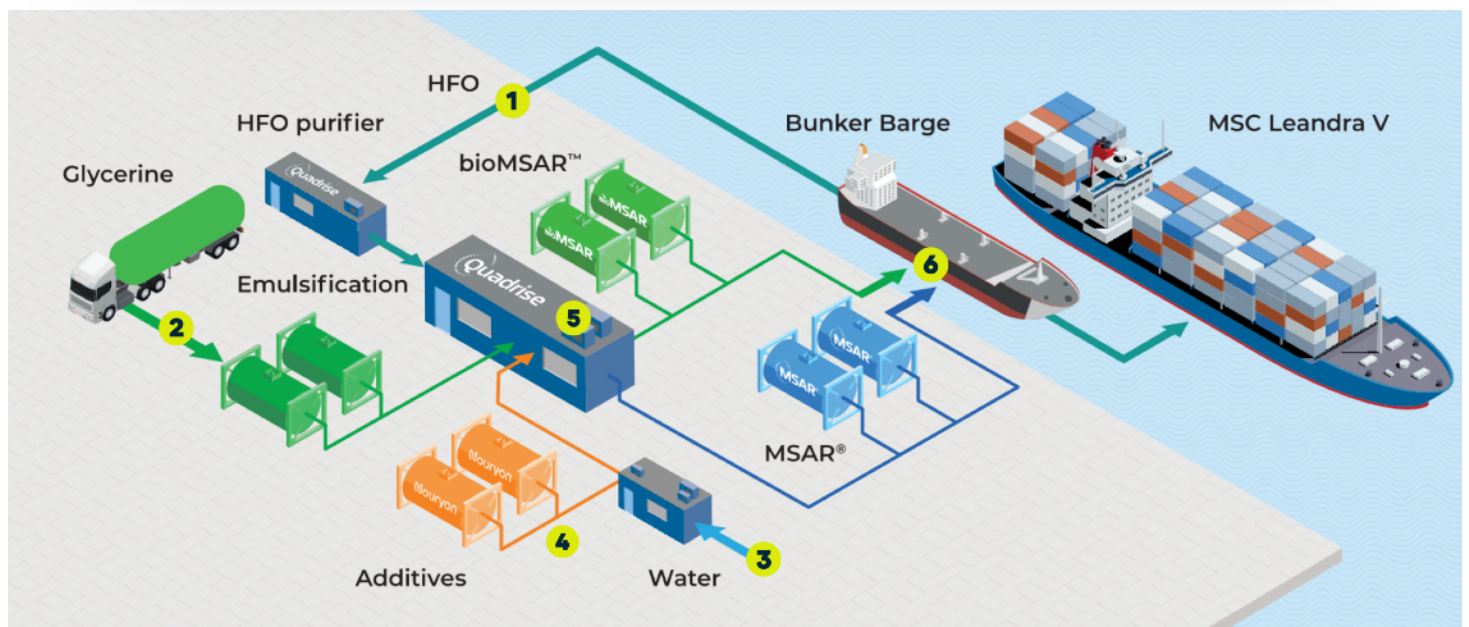 HFO
1
HFO purifier
Bunker Barge
MSC Leandra V
bioMSAR™
Glycerine
Quadrise
bioMSAR
bioMSAR
Emulsification
Quadrise
6
5
2
MSAR®
MSAR®
MSAR®
Nouryon
Nouryon
4
3
Additives
Water